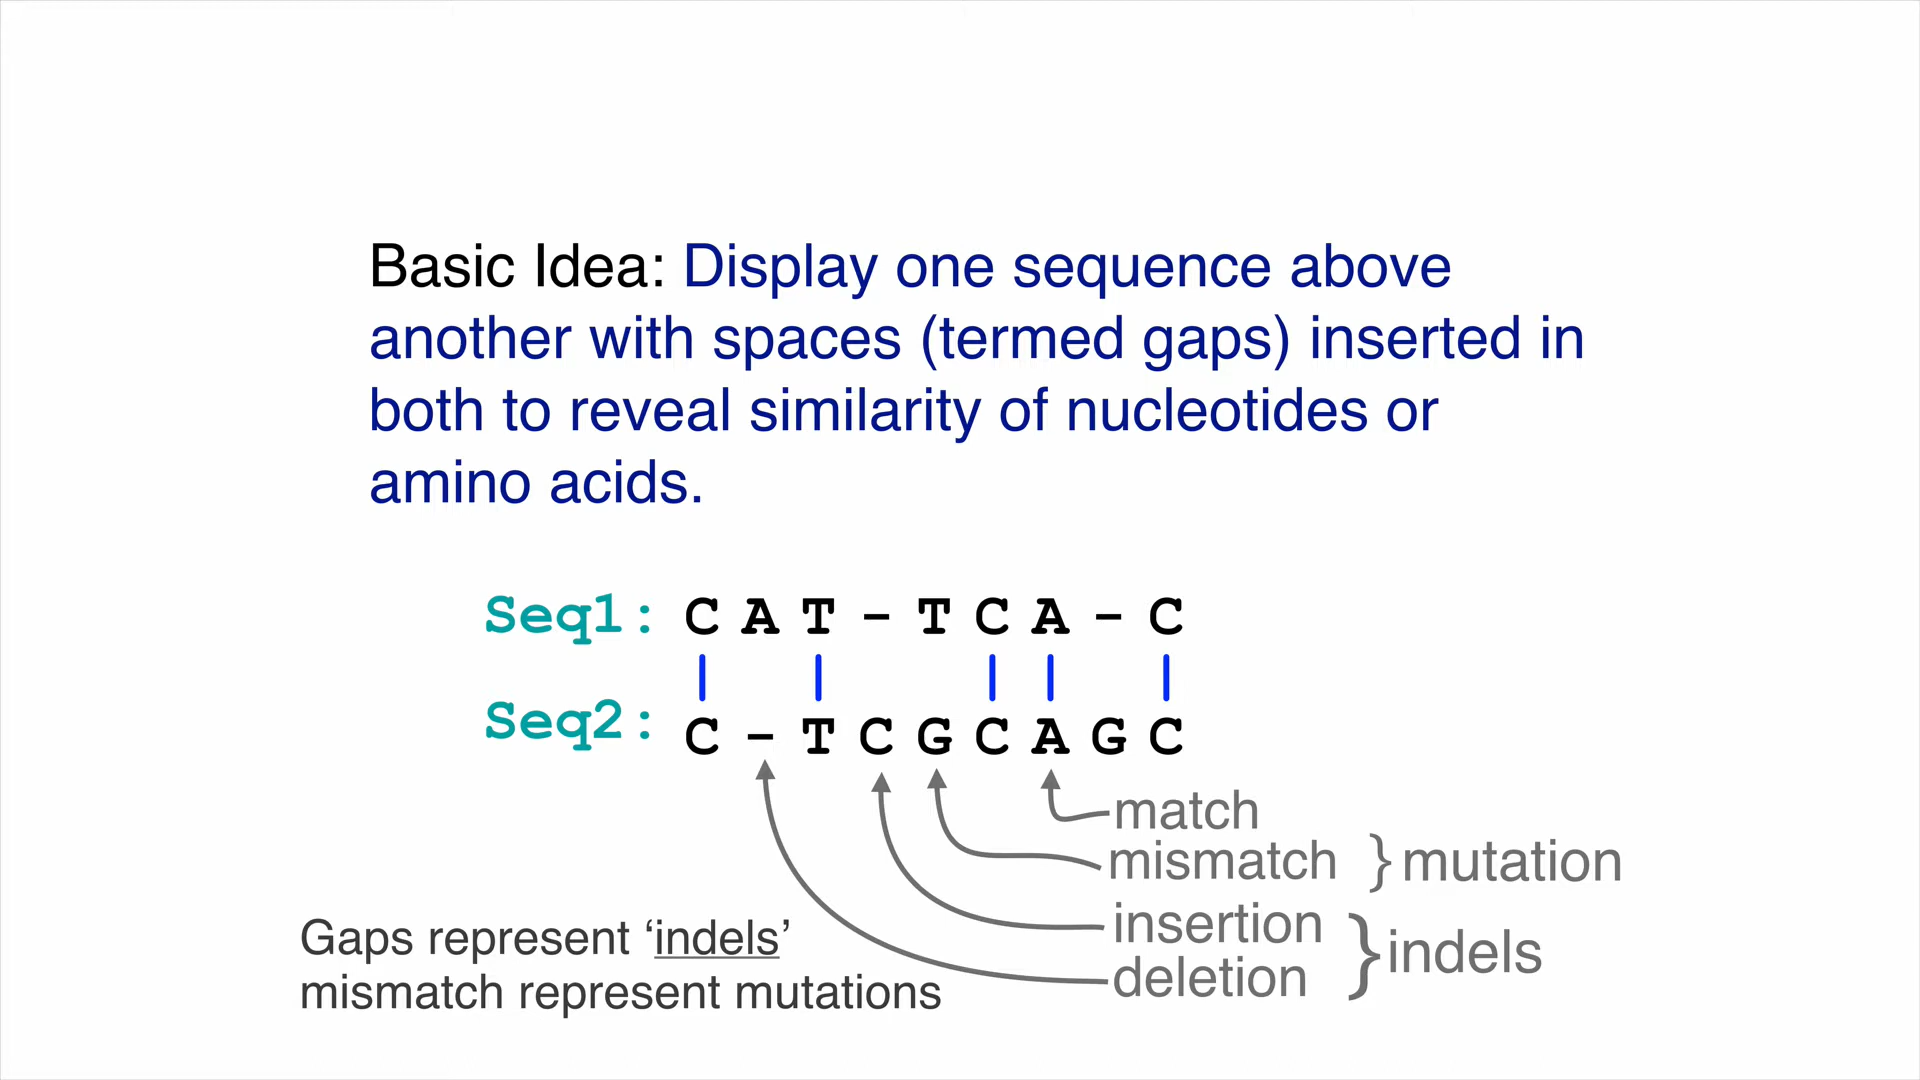 Basic Idea: Display one sequence above
another with spaces (termed gaps) inserted in
both to reveal similarity of nucleotides or
amino acids.
Seq1: C A T - T C A - C
Seq2: C - T C G C A G C
match
mismatch } mutation
insertion
deletion } indels
Gaps represent ‘indels’
mismatch represent mutations